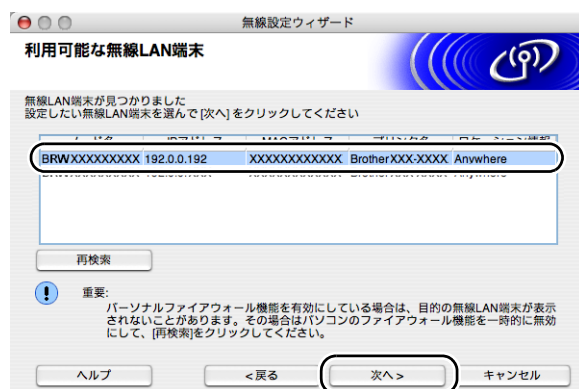 無線設定ウィザード
利用可能な無線LAN端末
無線LAN端末が見つかりました
設定したい無線LAN端末を選んで [次へ] をクリックしてください
BRWXXXXXXXXX 192.0.0.192 XXXXXXXXXXXX BrotherXXX-XXXX Anywhere
再検索
重要:
パーソナルファイアウォール機能を有効にしている場合は、目的の無線LAN端末が表示
されないことがあります。その場合はパソコンのファイアウォール機能を一時的に無効
にして、[再検索]をクリックしてください。
ヘルプ <戻る 次へ > キャンセル